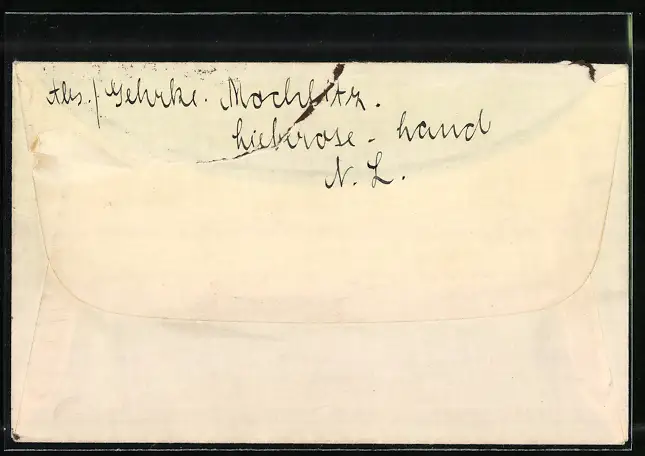 Abs./ Gehrke. Mochlitz.
Lieberose - Land
N. L.